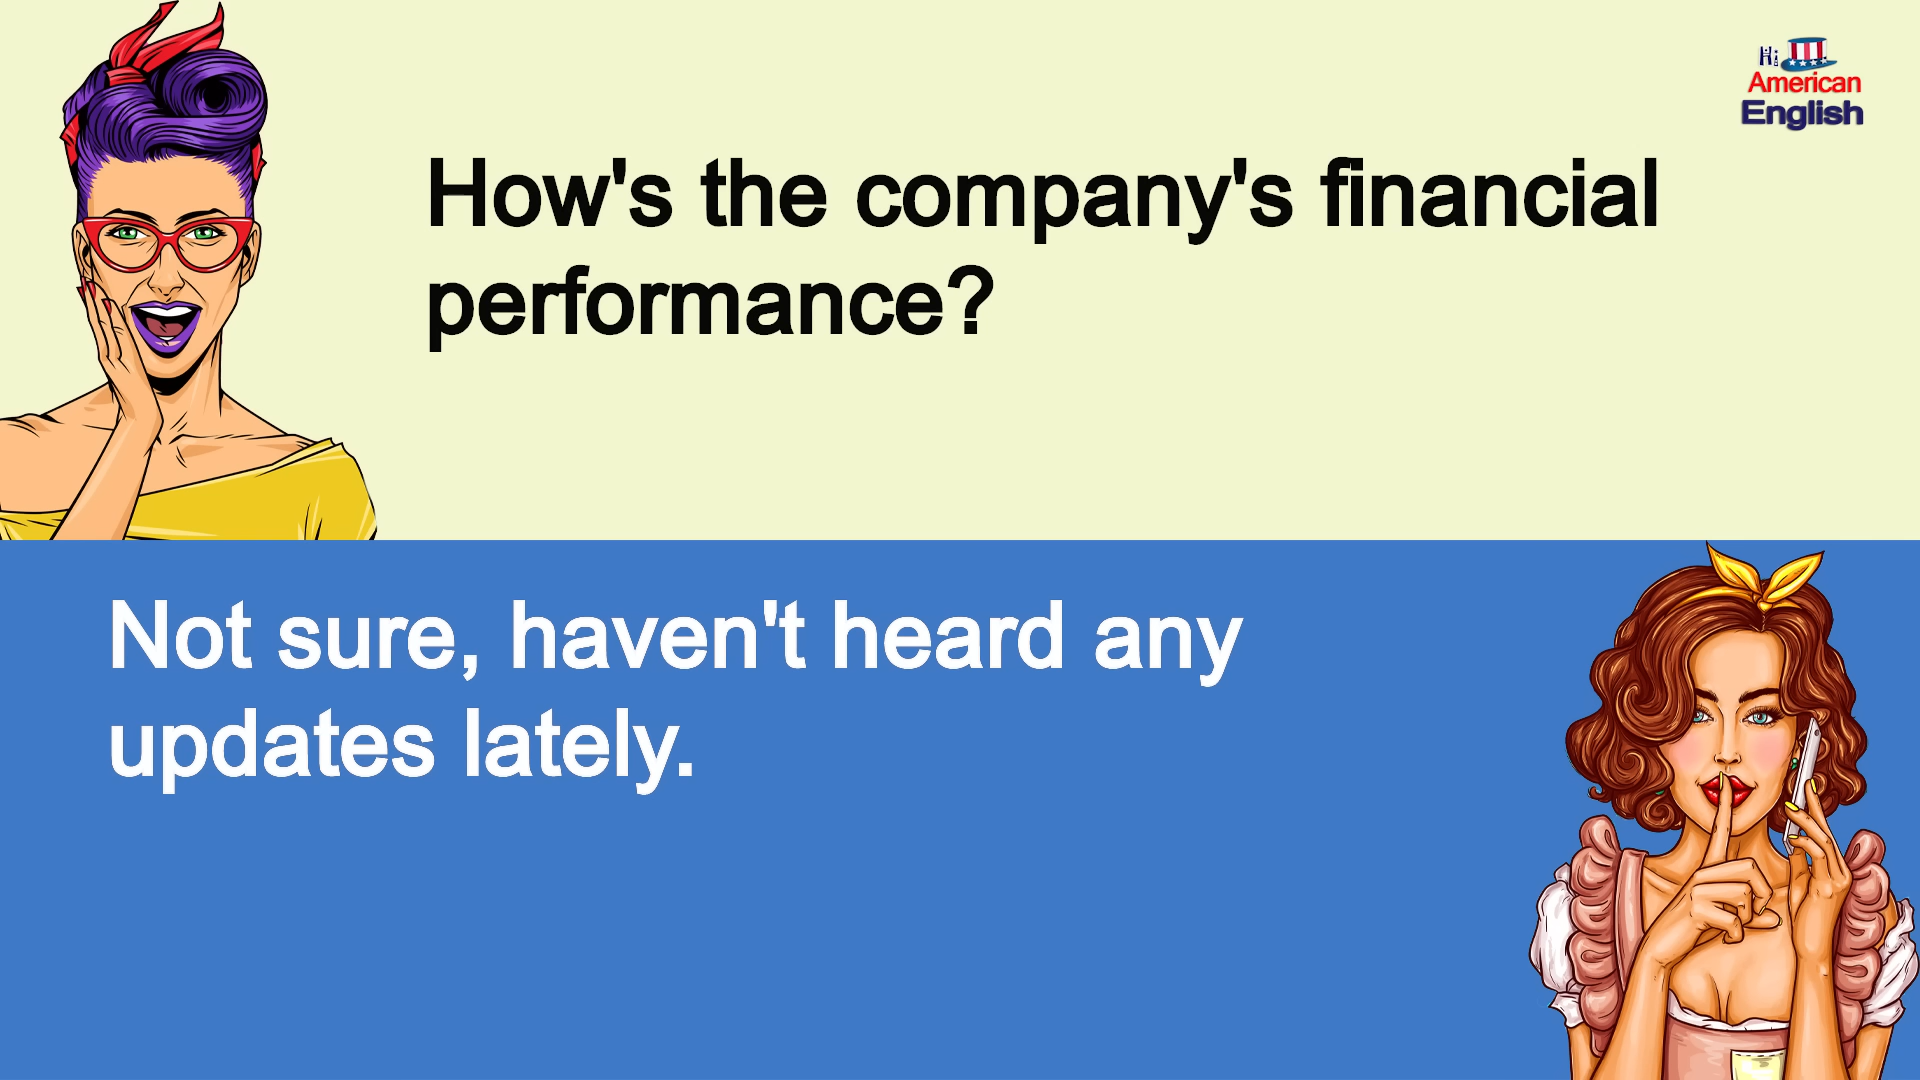 Hi
American
English
How's the company's financial
performance?
Not sure, haven't heard any
updates lately.